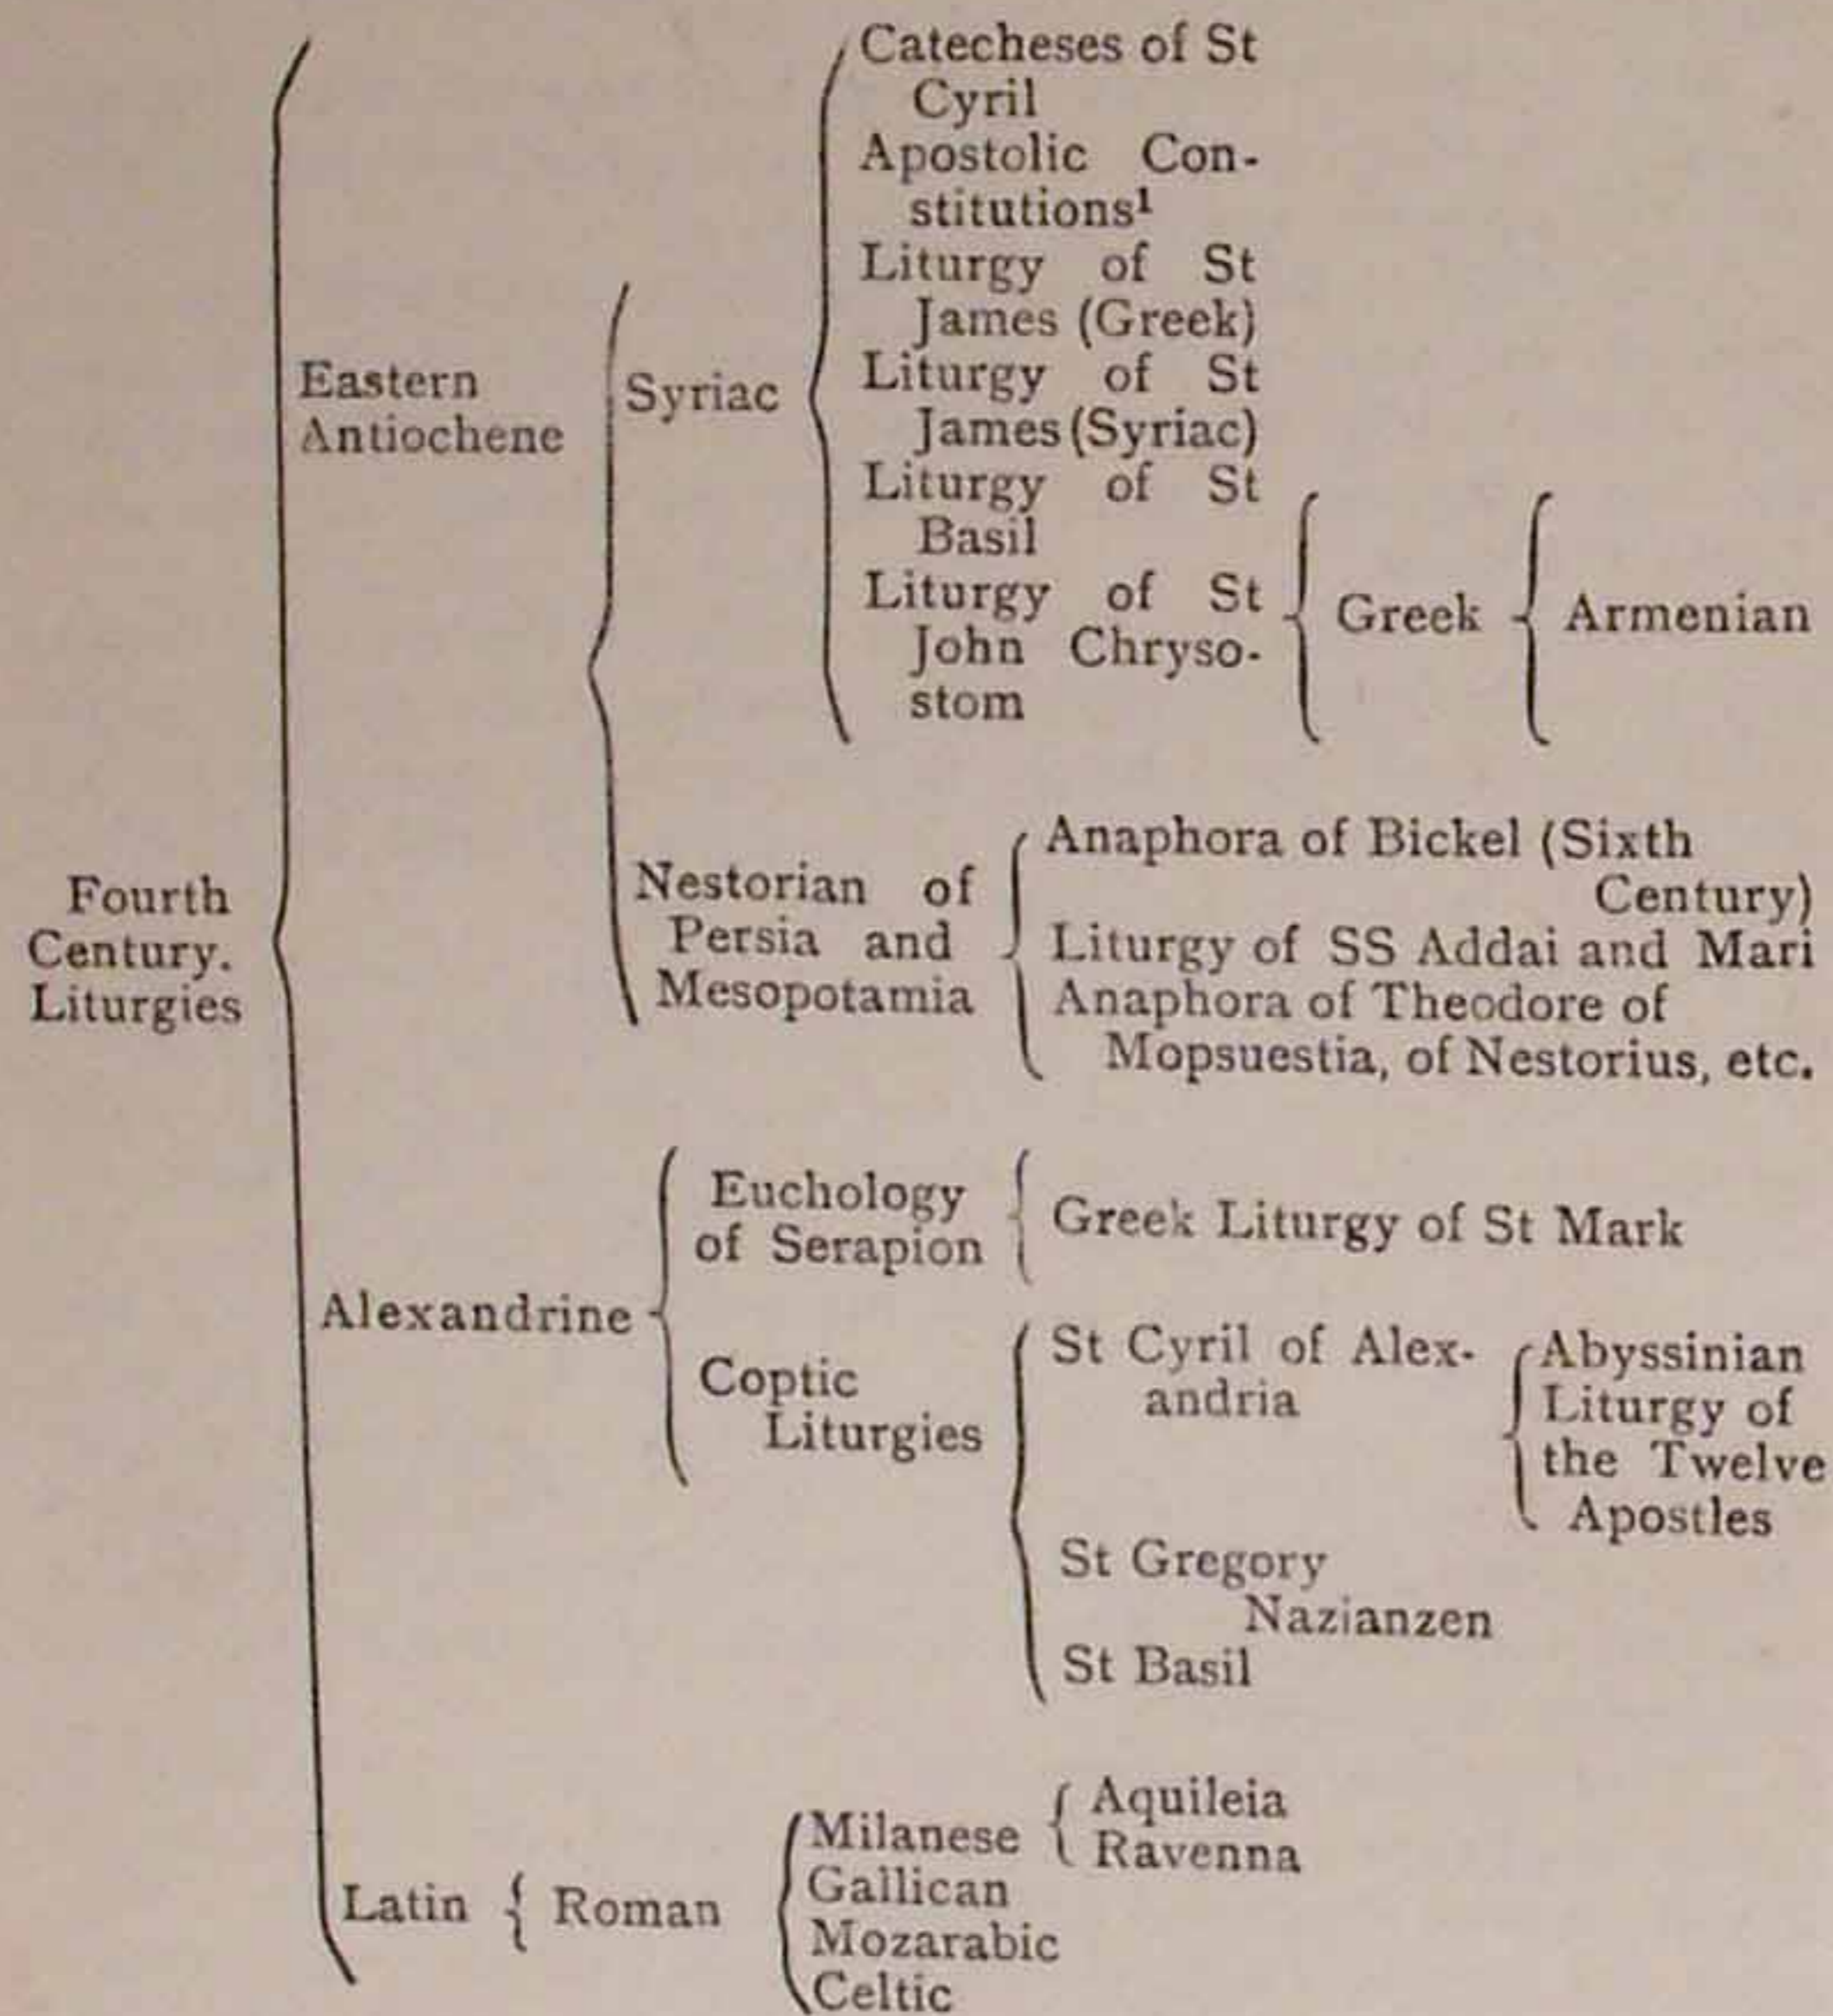 Catecheses of St
Cyril
Apostolic Con-
stitutions¹
Liturgy of St
James (Greek)
Eastern
Antiochene
Syriac
Liturgy of St
James (Syriac)
Liturgy of St
Basil
Liturgy of St
John Chryso-
stom
Greek
Armenian
Fourth
Century.
Liturgies
Nestorian of
Persia and
Mesopotamia
Anaphora of Bickel (Sixth
Century)
Liturgy of SS Addai and Mari
Anaphora of Theodore of
Mopsuestia, of Nestorius, etc.
Alexandrine
Euchology
of Serapion
Greek Liturgy of St Mark
Coptic
Liturgies
St Cyril of Alex-
andria
Abyssinian
Liturgy of
the Twelve
Apostles
St Gregory
Nazianzen
St Basil
Latin
Roman
Milanese
Aquileia
Ravenna
Gallican
Mozarabic
Celtic